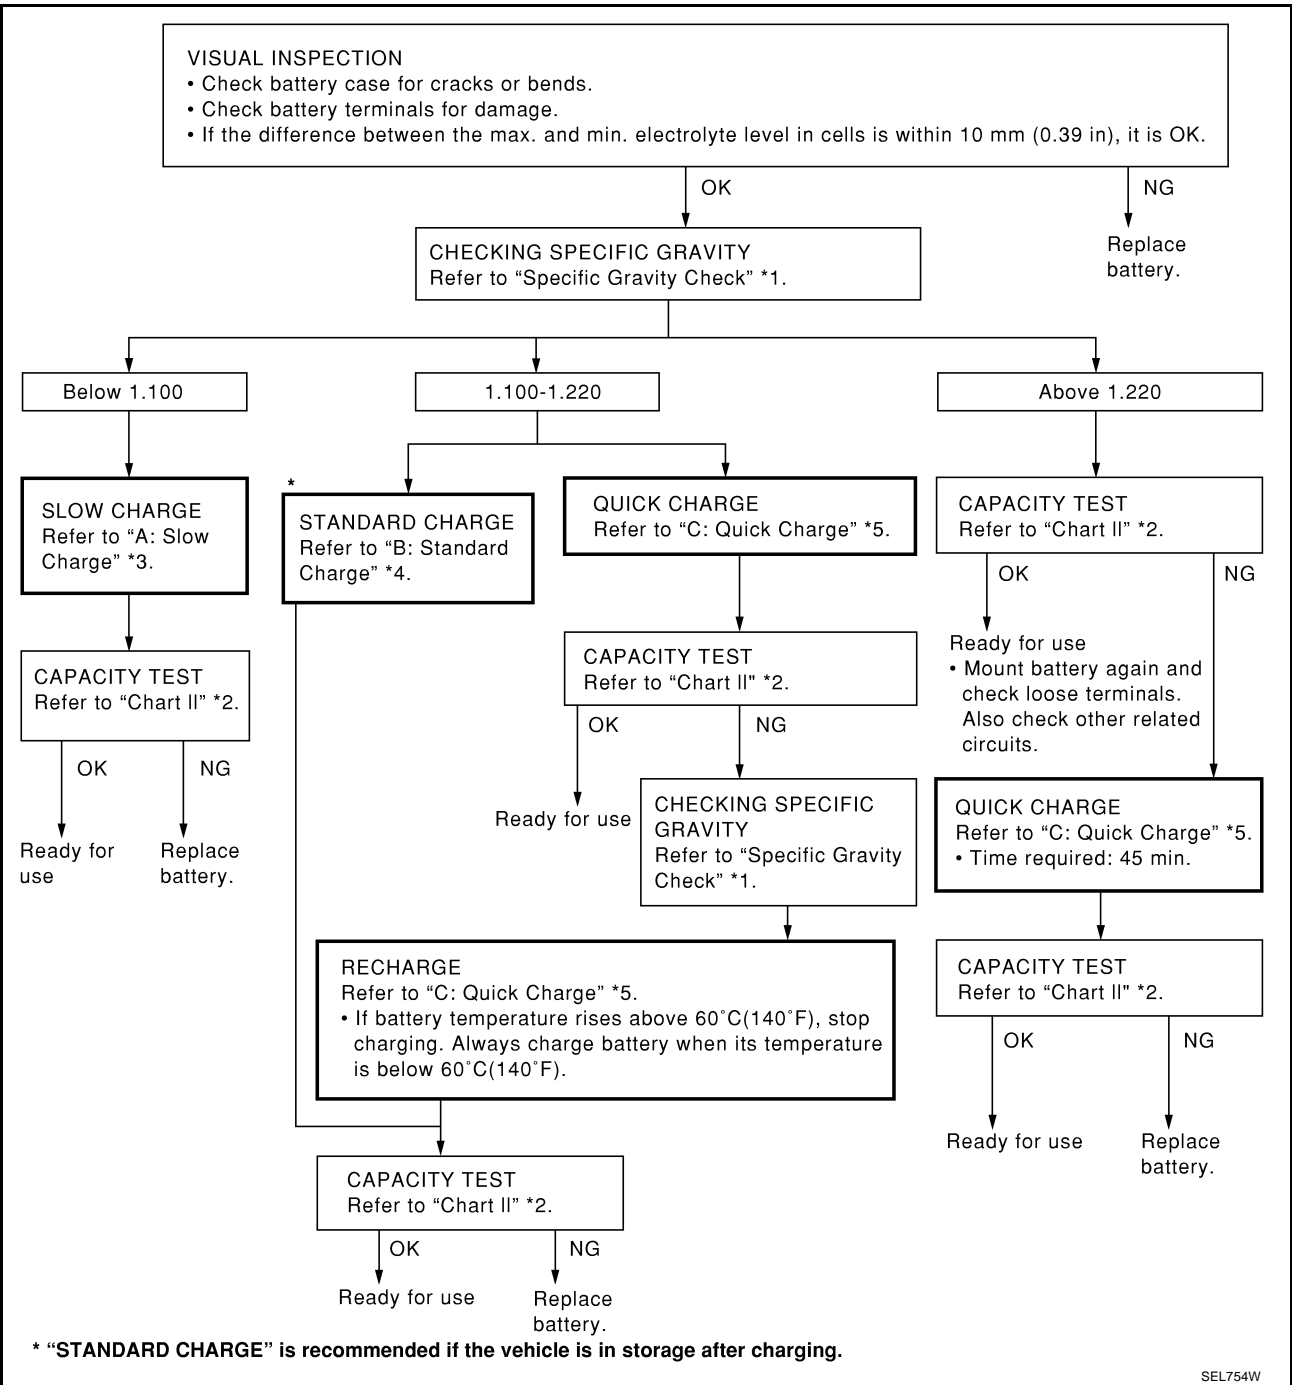 VISUAL INSPECTION
• Check battery case for cracks or bends.
• Check battery terminals for damage.
• If the difference between the max. and min. electrolyte level in cells is within 10 mm (0.39 in), it is OK.
OK
NG
Replace
battery.
CHECKING SPECIFIC GRAVITY
Refer to “Specific Gravity Check” *1.
Below 1.100
1.100-1.220
Above 1.220
SLOW CHARGE
Refer to “A: Slow
Charge” *3.
*
STANDARD CHARGE
Refer to “B: Standard
Charge” *4.
QUICK CHARGE
Refer to “C: Quick Charge” *5.
CAPACITY TEST
Refer to “Chart II” *2.
OK
NG
Ready for use
• Mount battery again and
check loose terminals.
Also check other related
circuits.
CAPACITY TEST
Refer to “Chart II” *2.
OK
NG
Ready for
use
Replace
battery.
CAPACITY TEST
Refer to “Chart II" *2.
OK
NG
Ready for use
CHECKING SPECIFIC
GRAVITY
Refer to “Specific Gravity
Check” *1.
QUICK CHARGE
Refer to “C: Quick Charge” *5.
• Time required: 45 min.
RECHARGE
Refer to “C: Quick Charge” *5.
• If battery temperature rises above 60˚C(140˚F), stop
charging. Always charge battery when its temperature
is below 60˚C(140˚F).
CAPACITY TEST
Refer to “Chart II" *2.
OK
NG
Ready for use
Replace
battery.
CAPACITY TEST
Refer to “Chart II” *2.
OK
NG
Ready for use
Replace
battery.
* “STANDARD CHARGE” is recommended if the vehicle is in storage after charging.
SEL754W